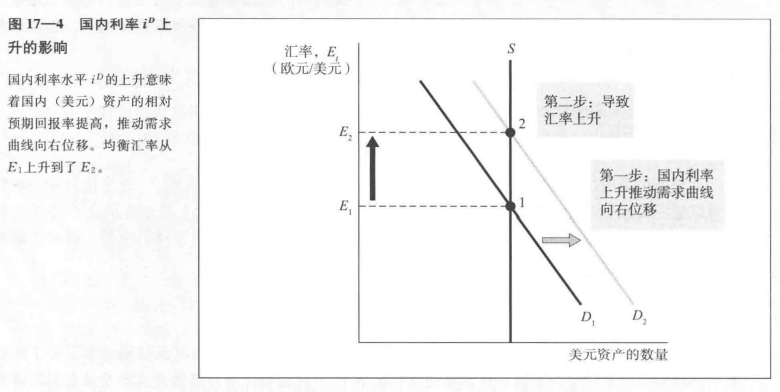 图 17—4 国内利率 iᴰ 上
升的影响
国内利率水平 iᴰ的上升意味
着国内（美元）资产的相对
预期回报率提高，推动需求
曲线向右位移。均衡汇率从
E₁上升到了 E₂。
汇率，Eₜ
（欧元/美元）
S
第二步：导致
汇率上升
2
E₂
第一步：国内利率
上升推动需求曲线
向右位移
1
E₁
D₁
D₂
美元资产的数量